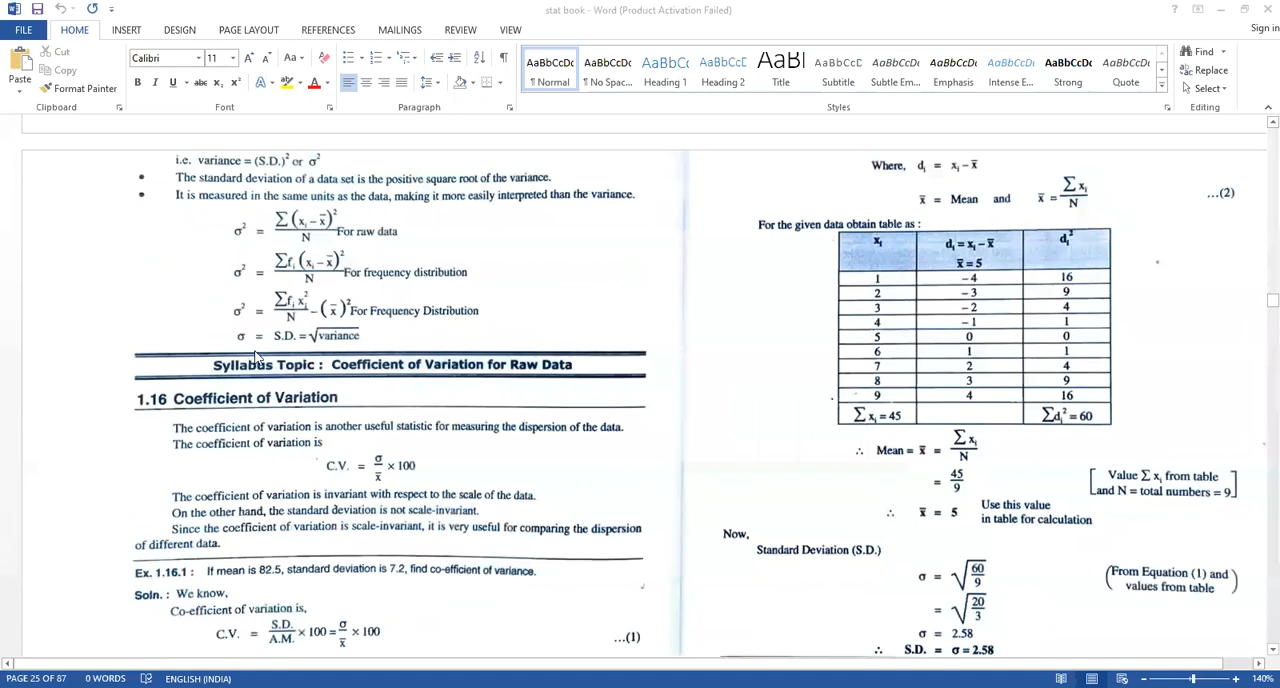 stat book - Word (Product Activation Failed)
Sign in
FILE HOME INSERT DESIGN PAGE LAYOUT REFERENCES MAILINGS REVIEW VIEW
Paste
Cut
Copy
Format Painter
Clipboard
Calibri 11
Font
Paragraph
AaBbCcDc AaBbCcDc AaBbC AaBbCcC AaBI AaBbCcC AaBbCcDc AaBbCcDc AaBbCcDc AaBbCcDc AaBbCcDc
¶ Normal ¶ No Spac... Heading 1 Heading 2 Title Subtitle Subtle Em... Emphasis Intense E... Strong Quote
Styles
Find
Replace
Select
Editing
i.e. variance = (S.D.)² or σ²
• The standard deviation of a data set is the positive square root of the variance.
• It is measured in the same units as the data, making it more easily interpreted than the variance.
σ² = Σ(xᵢ – x̄)² / N For raw data
σ² = Σfᵢ (xᵢ – x̄)² / N For frequency distribution
σ² = Σfᵢ xᵢ² / N – (x̄)² For Frequency Distribution
σ = S.D. = √variance
Syllabus Topic : Coefficient of Variation for Raw Data
1.16 Coefficient of Variation
The coefficient of variation is another useful statistic for measuring the dispersion of the data.
The coefficient of variation is
C.V. = σ / x̄ × 100
The coefficient of variation is invariant with respect to the scale of the data.
On the other hand, the standard deviation is not scale-invariant.
Since the coefficient of variation is scale-invariant, it is very useful for comparing the dispersion
of different data.
Ex. 1.16.1 : If mean is 82.5, standard deviation is 7.2, find co-efficient of variance.
Soln. : We know,
Co-efficient of variation is,
C.V. = S.D. / A.M. × 100 = σ / x̄ × 100 ...(1)
Where, dᵢ = xᵢ – x̄
x̄ = Mean and x̄ = Σxᵢ / N ...(2)
For the given data obtain table as :
xᵢ dᵢ = xᵢ – x̄ dᵢ²
x̄ = 5
1 – 4 16
2 – 3 9
3 – 2 4
4 – 1 1
5 0 0
6 1 1
7 2 4
8 3 9
9 4 16
Σxᵢ = 45 Σdᵢ² = 60
∴ Mean = x̄ = Σxᵢ / N
= 45 / 9 [Value Σ xᵢ from table
and N = total numbers = 9]
∴ x̄ = 5 Use this value
in table for calculation
Now,
Standard Deviation (S.D.)
σ = √60/9 (From Equation (1) and
values from table)
= √20/3
σ = 2.58
∴ S.D. = σ = 2.58
PAGE 25 OF 87 0 WORDS ENGLISH (INDIA) 140%